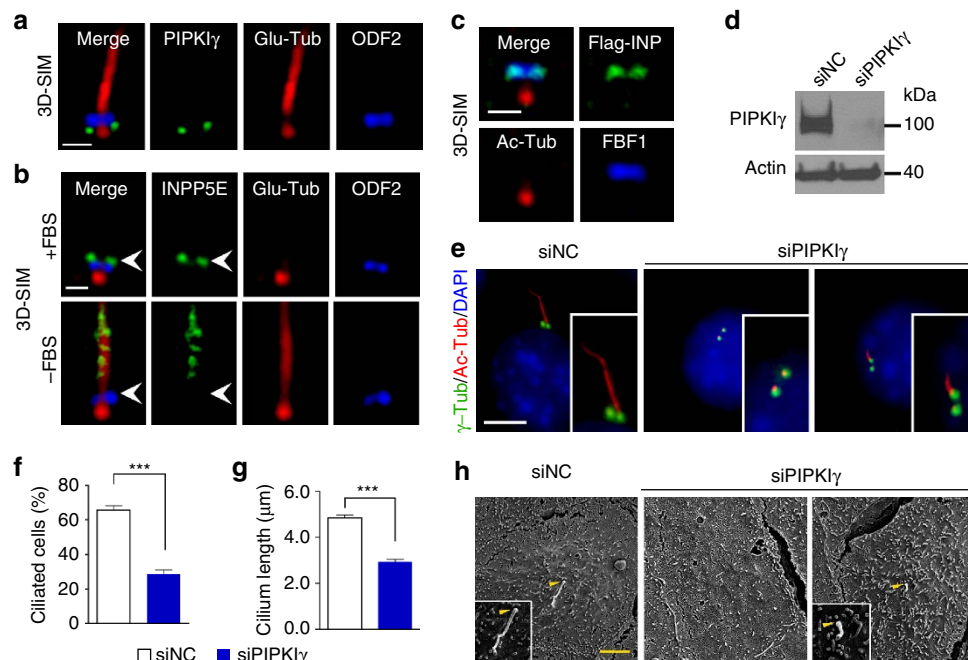 a
Merge PIPKIγ Glu-Tub ODF2
3D-SIM
b
Merge INPP5E Glu-Tub ODF2
+FBS
−FBS
3D-SIM
c
Merge Flag-INP
Ac-Tub FBF1
3D-SIM
d
siNC siPIPKIγ
kDa
PIPKIγ 100
Actin 40
e
siNC siPIPKIγ
γ–Tub/Ac-Tub/DAPI
f
***
Ciliated cells (%)
80
60
40
20
0
g
***
Cilium length (μm)
6.0
4.0
2.0
0.0
siNC siPIPKIγ
h
siNC siPIPKIγ